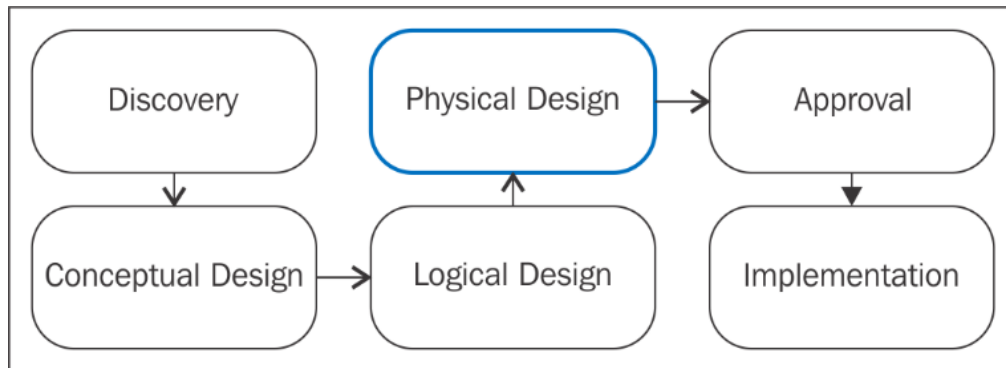 Discovery
Physical Design
Approval
Conceptual Design
Logical Design
Implementation